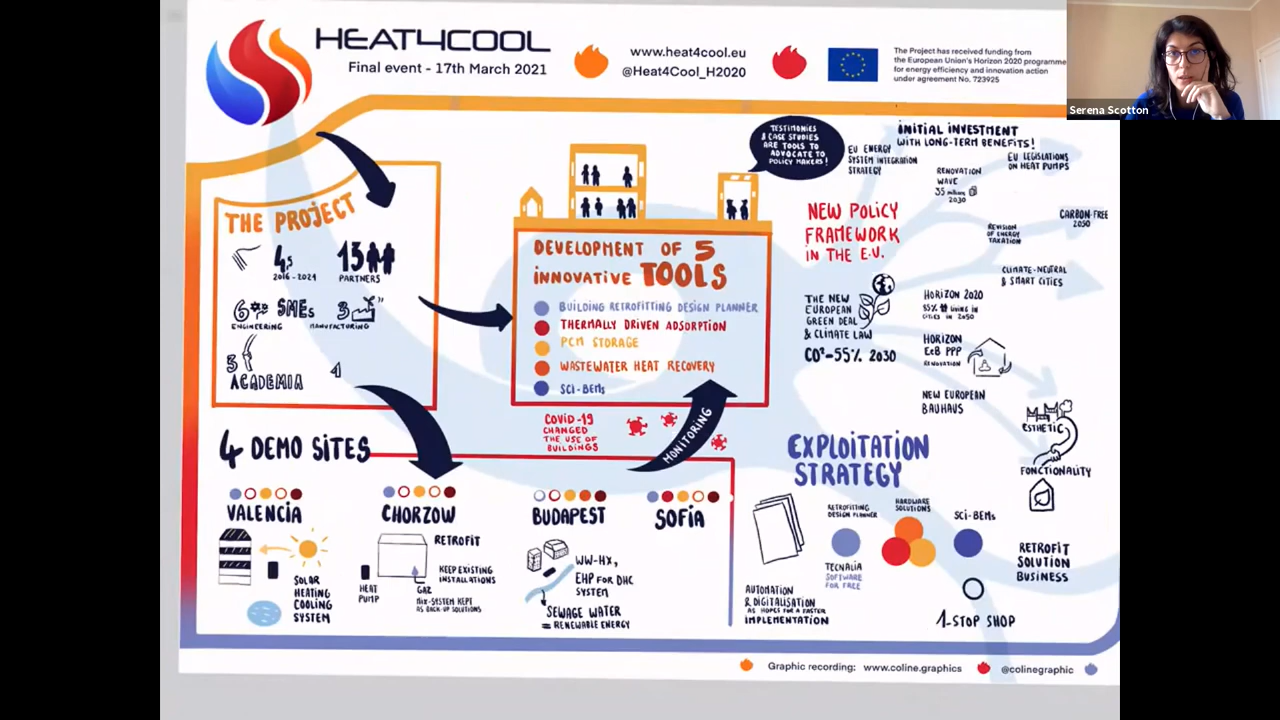 HEAT4COOL
Final event - 17th March 2021
www.heat4cool.eu
@Heat4Cool_H2020
The Project has received funding from
the European Union's Horizon 2020 programme
for energy efficiency and innovation action
under agreement No. 723925
Serena Scotton
THE PROJECT
4,5
2016-2021
13
PARTNERS
6 SMEs
ENGINEERING
3
MANUFACTURING
3
ACADEMIA
4
DEVELOPMENT OF 5
INNOVATIVE TOOLS
BUILDING RETROFITTING DESIGN PLANNER
THERMALLY DRIVEN ADSORPTION
PCM STORAGE
WASTEWATER HEAT RECOVERY
SCI-BEMs
COVID-19
CHANGED
THE USE OF
BUILDINGS
MONITORING
TESTIMONIES
& CASE STUDIES
ARE TOOLS TO
ADVOCATE TO
POLICY MAKERS!
INITIAL INVESTMENT
WITH LONG-TERM BENEFITS!
EU ENERGY
SYSTEM INTEGRATION
STRATEGY
RENOVATION
WAVE
35 millions
2030
EU LEGISLATIONS
ON HEAT PUMPS
CARBON-FREE
2050
REVISION
OF ENERGY
TAXATION
NEW POLICY
FRAMEWORK
IN THE E.U.
CLIMATE-NEUTRAL
& SMART CITIES
THE NEW
EUROPEAN
GREEN DEAL
& CLIMATE LAW
CO²-55% 2030
HORIZON 2020
55% LIVING IN
CITIES IN 2050
HORIZON
EeB PPP
RENOVATION
NEW EUROPEAN
BAUHAUS
ESTHETIC
FONCTIONALITY
4 DEMO SITES
VALENCIA
SOLAR
HEATING
COOLING
SYSTEM
CHORZOW
RETROFIT
KEEP EXISTING
INSTALLATIONS
HEAT
PUMP
GAZ
MIX-SYSTEM KEPT
AS BACK-UP SOLUTIONS
BUDAPEST
WW-HX,
EHP FOR DHC
SYSTEM
SEWAGE WATER
= RENEWABLE ENERGY
SOFIA
EXPLOITATION
STRATEGY
AUTOMATION
& DIGITALISATION
AS HOPES FOR A FASTER
IMPLEMENTATION
RETROFITTING
DESIGN PLANNER
TECNALIA
SOFTWARE
FOR FREE
HARDWARE
SOLUTIONS
SCI-BEMs
1-STOP SHOP
RETROFIT
SOLUTION
BUSINESS
Graphic recording: www.coline.graphics
@colinegraphic